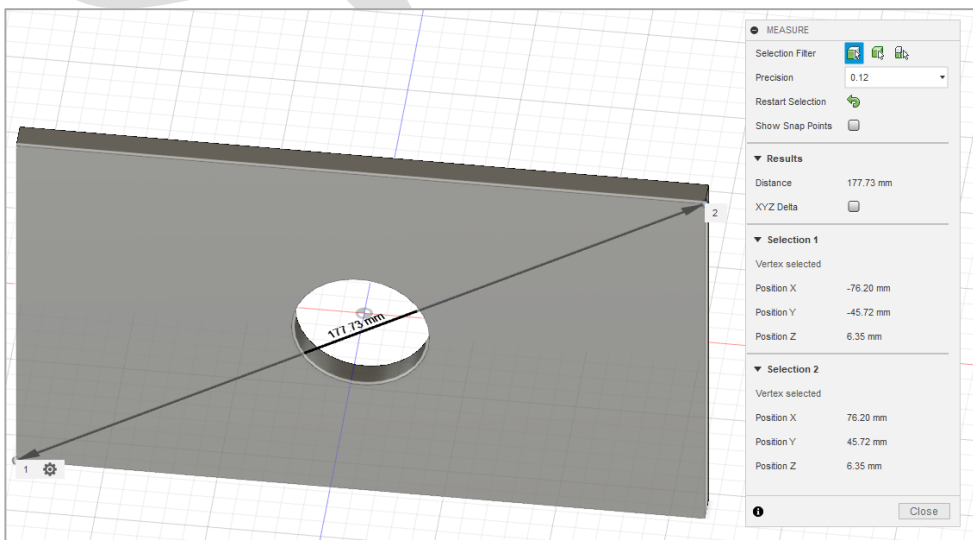 MEASURE
Selection Filter
Precision 0.12
Restart Selection
Show Snap Points
Results
Distance 177.73 mm
XYZ Delta
Selection 1
Vertex selected
Position X -76.20 mm
Position Y -45.72 mm
Position Z 6.35 mm
Selection 2
Vertex selected
Position X 76.20 mm
Position Y 45.72 mm
Position Z 6.35 mm
Close
2
177.73 mm
1